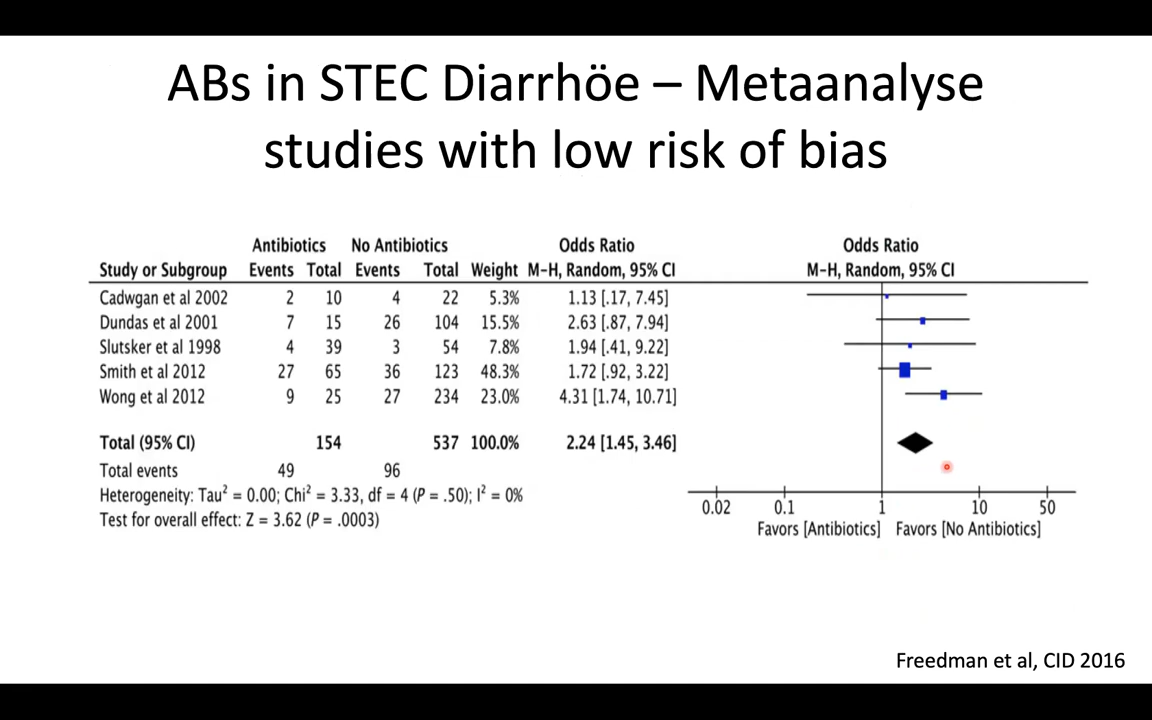 ABs in STEC Diarrhöe – Metaanalyse
studies with low risk of bias
Antibiotics No Antibiotics Odds Ratio Odds Ratio
Study or Subgroup Events Total Events Total Weight M-H, Random, 95% CI M-H, Random, 95% CI
Cadwgan et al 2002 2 10 4 22 5.3% 1.13 [.17, 7.45]
Dundas et al 2001 7 15 26 104 15.5% 2.63 [.87, 7.94]
Slutsker et al 1998 4 39 3 54 7.8% 1.94 [.41, 9.22]
Smith et al 2012 27 65 36 123 48.3% 1.72 [.92, 3.22]
Wong et al 2012 9 25 27 234 23.0% 4.31 [1.74, 10.71]
Total (95% CI) 154 537 100.0% 2.24 [1.45, 3.46]
Total events 49 96
Heterogeneity: Tau² = 0.00; Chi² = 3.33, df = 4 (P = .50); I² = 0%
Test for overall effect: Z = 3.62 (P = .0003)
0.02 0.1 1 10 50
Favors [Antibiotics] Favors [No Antibiotics]
Freedman et al, CID 2016